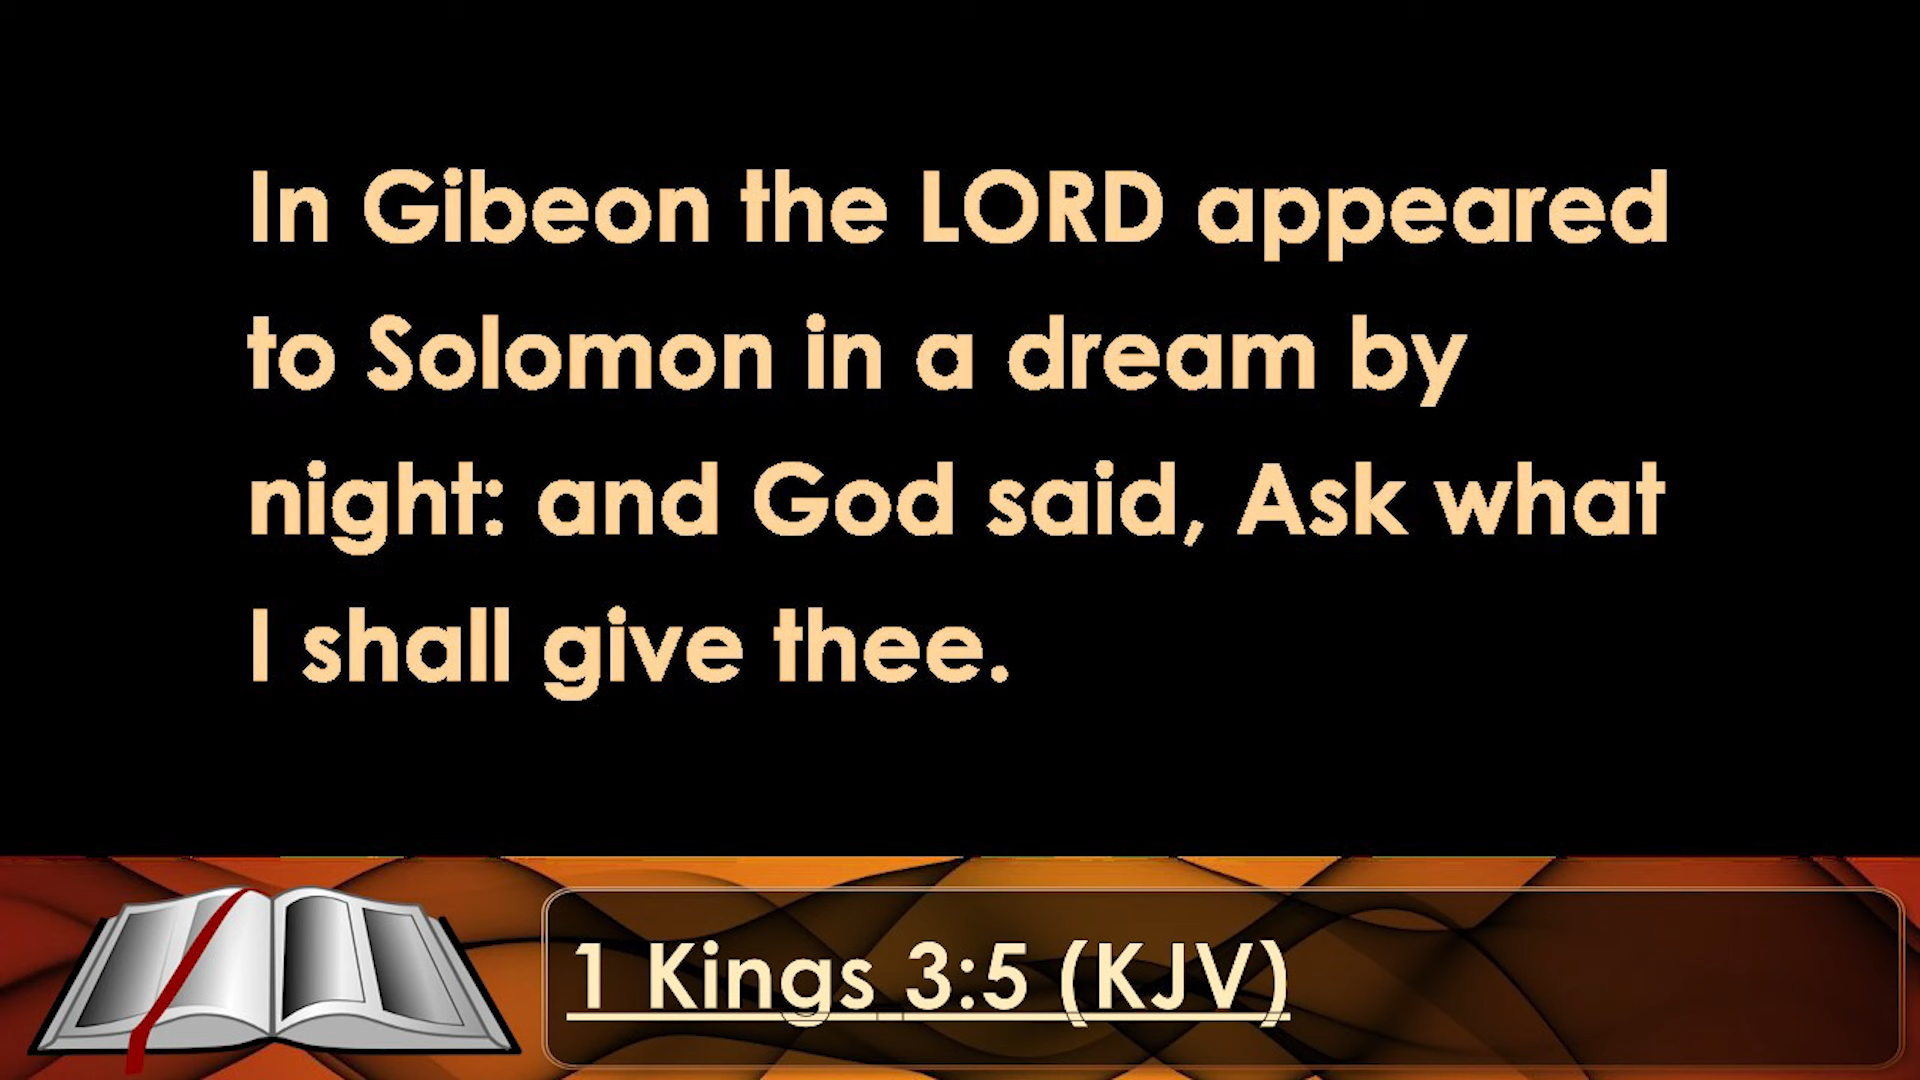 In Gibeon the LORD appeared
to Solomon in a dream by
night: and God said, Ask what
I shall give thee.
1 Kings 3:5 (KJV)